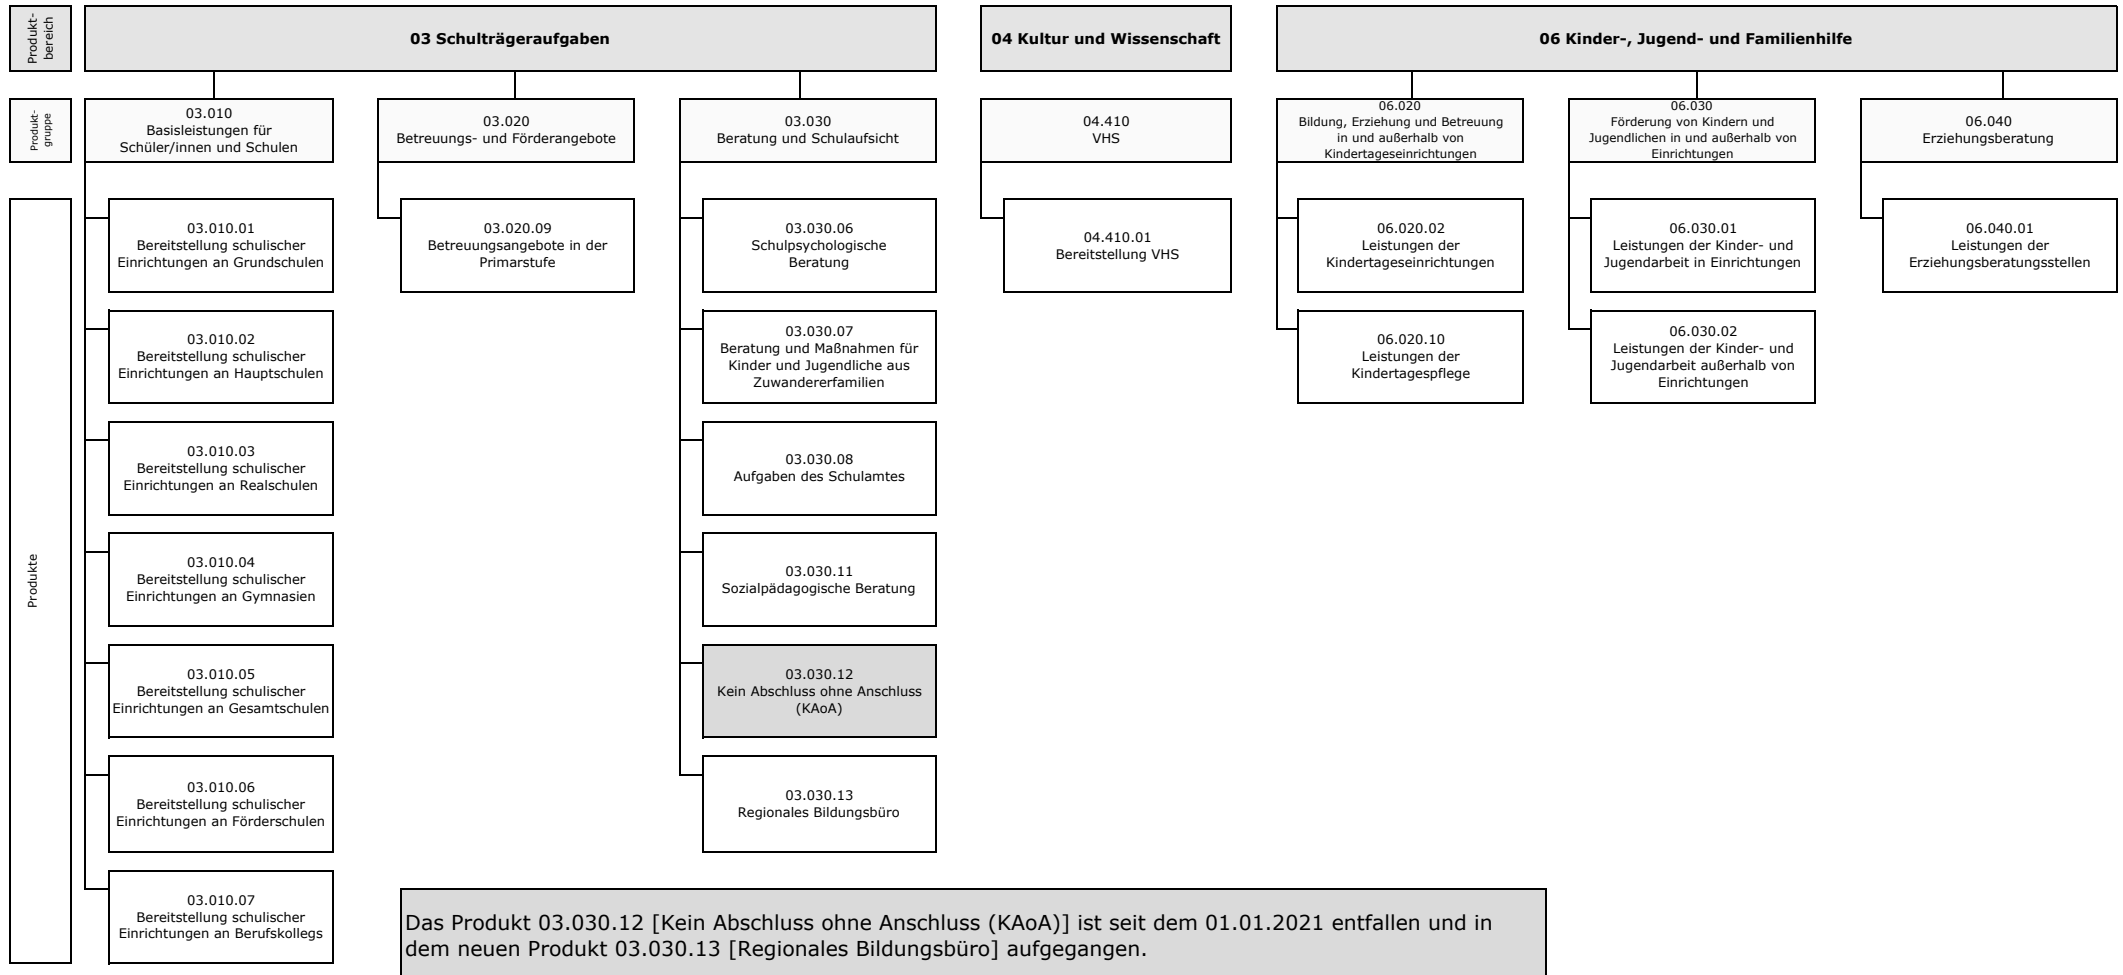 Produkt-
bereich
03 Schulträgeraufgaben
04 Kultur und Wissenschaft
06 Kinder-, Jugend- und Familienhilfe
Produkt-
gruppe
03.010
Basisleistungen für
Schüler/innen und Schulen
03.020
Betreuungs- und Förderangebote
03.030
Beratung und Schulaufsicht
04.410
VHS
06.020
Bildung, Erziehung und Betreuung
in und außerhalb von
Kindertageseinrichtungen
06.030
Förderung von Kindern und
Jugendlichen in und außerhalb von
Einrichtungen
06.040
Erziehungsberatung
Produkte
03.010.01
Bereitstellung schulischer
Einrichtungen an Grundschulen
03.010.02
Bereitstellung schulischer
Einrichtungen an Hauptschulen
03.010.03
Bereitstellung schulischer
Einrichtungen an Realschulen
03.010.04
Bereitstellung schulischer
Einrichtungen an Gymnasien
03.010.05
Bereitstellung schulischer
Einrichtungen an Gesamtschulen
03.010.06
Bereitstellung schulischer
Einrichtungen an Förderschulen
03.010.07
Bereitstellung schulischer
Einrichtungen an Berufskollegs
03.020.09
Betreuungsangebote in der
Primarstufe
03.030.06
Schulpsychologische
Beratung
03.030.07
Beratung und Maßnahmen für
Kinder und Jugendliche aus
Zuwandererfamilien
03.030.08
Aufgaben des Schulamtes
03.030.11
Sozialpädagogische Beratung
03.030.12
Kein Abschluss ohne Anschluss
(KAoA)
03.030.13
Regionales Bildungsbüro
04.410.01
Bereitstellung VHS
06.020.02
Leistungen der
Kindertageseinrichtungen
06.020.10
Leistungen der
Kindertagespflege
06.030.01
Leistungen der Kinder- und
Jugendarbeit in Einrichtungen
06.030.02
Leistungen der Kinder- und
Jugendarbeit außerhalb von
Einrichtungen
06.040.01
Leistungen der
Erziehungsberatungsstellen
Das Produkt 03.030.12 [Kein Abschluss ohne Anschluss (KAoA)] ist seit dem 01.01.2021 entfallen und in
dem neuen Produkt 03.030.13 [Regionales Bildungsbüro] aufgegangen.